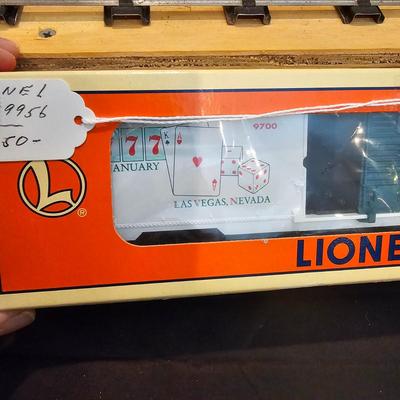 NEL
9956
50-
77
ANUARY
A
K
9700
LAS VEGAS, NEVADA
L
®
LIONE